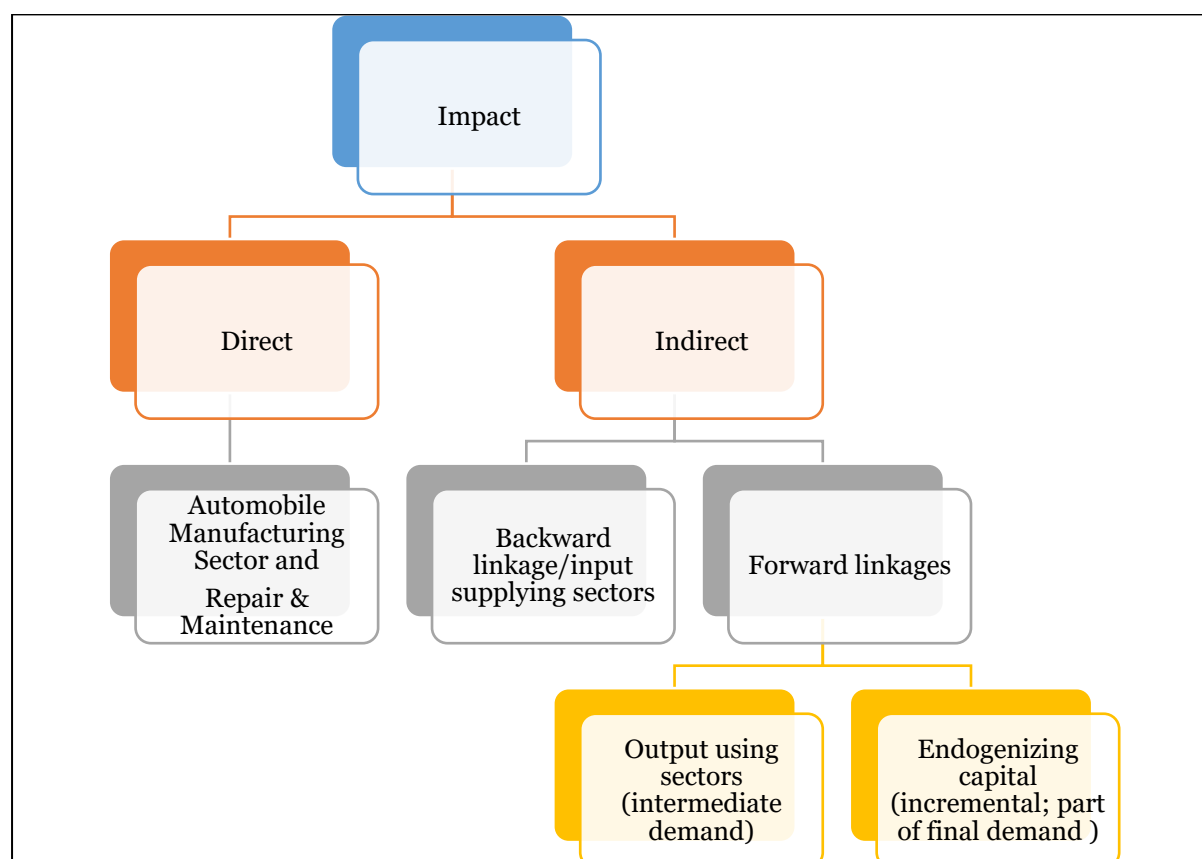 Impact
Direct
Indirect
Automobile
Manufacturing
Sector and
Repair &
Maintenance
Backward
linkage/input
supplying sectors
Forward linkages
Output using
sectors
(intermediate
demand)
Endogenizing
capital
(incremental; part
of final demand )